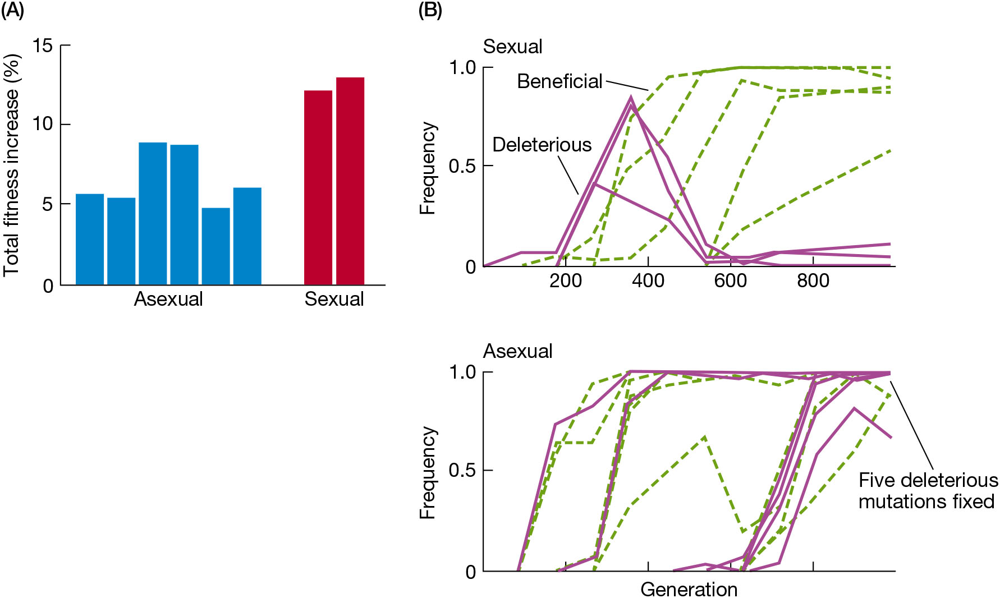 (A)
Total fitness increase (%)
15
10
5
0
Asexual
Sexual
(B)
Sexual
Frequency
1.0
0.5
0
Beneficial
Deleterious
200
400
600
800
Asexual
Frequency
1.0
0.5
0
Five deleterious
mutations fixed
Generation